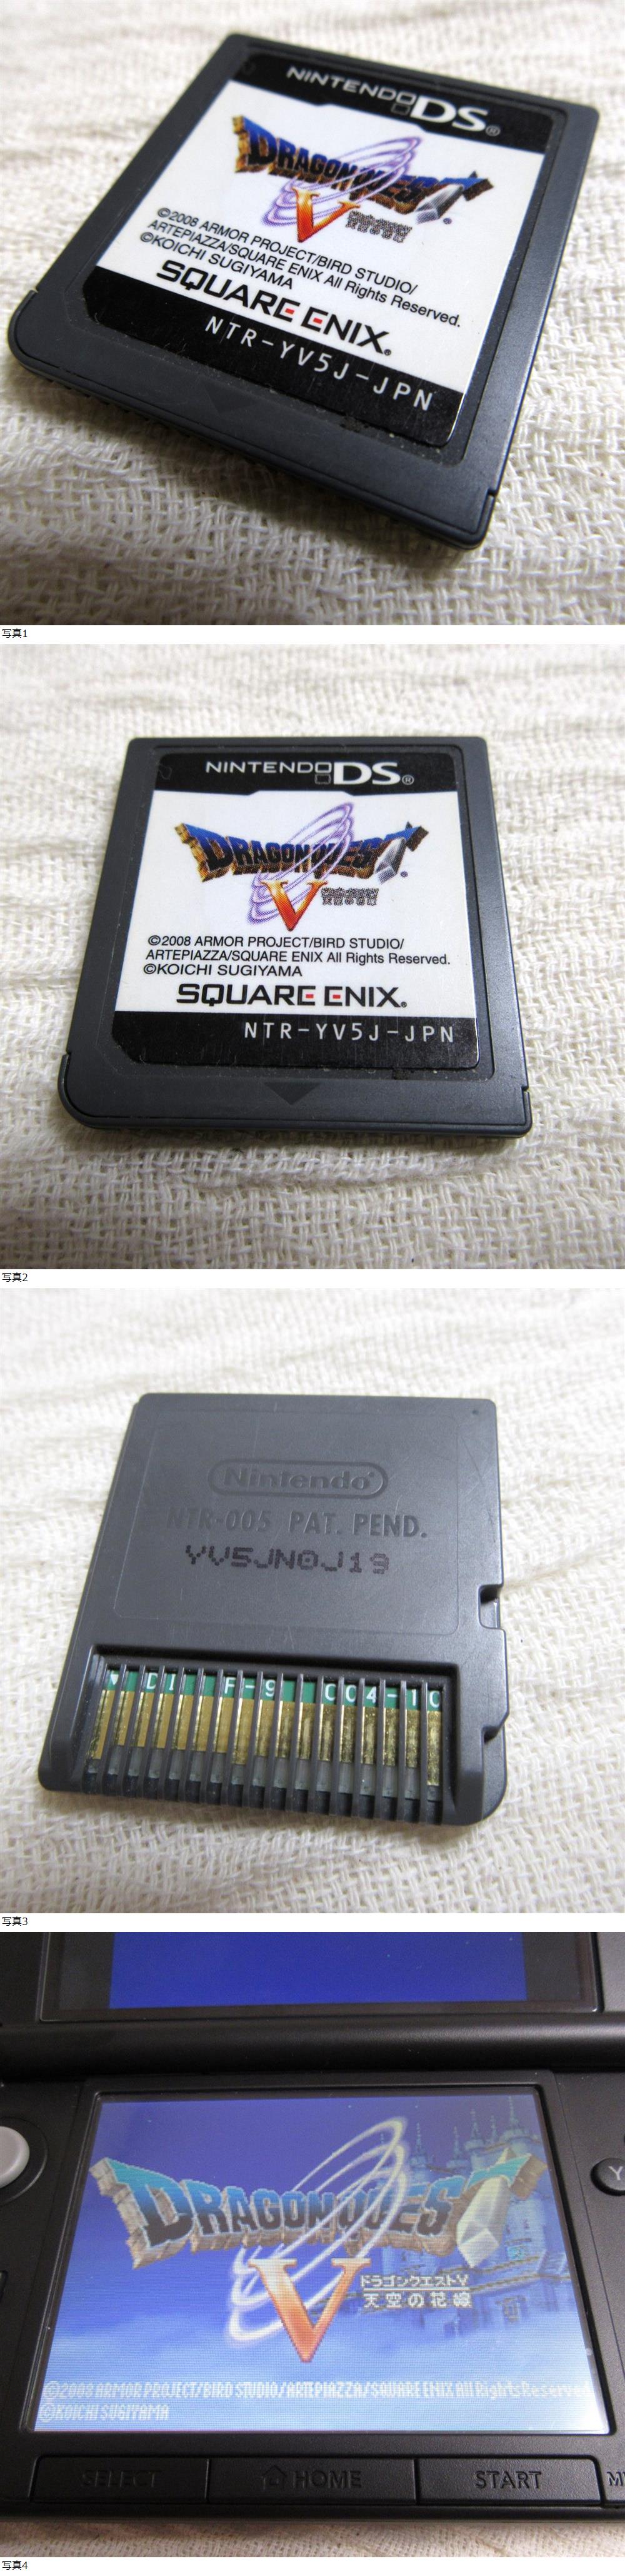 NINTENDO DS®
DRAGON QUEST
V
©2008 ARMOR PROJECT/BIRD STUDIO/
ARTEPIAZZA/SQUARE ENIX All Rights Reserved.
©KOICHI SUGIYAMA
SQUARE ENIX®
NTR-YV5J-JPN
写真1
NINTENDO DS®
DRAGON QUEST®
V
©2008 ARMOR PROJECT/BIRD STUDIO/
ARTEPIAZZA/SQUARE ENIX All Rights Reserved.
©KOICHI SUGIYAMA
SQUARE ENIX®
NTR-YV5J-JPN
写真2
Nintendo®
NTR-005 PAT. PEND.
YV5JN0J19
写真3
DRAGON QUEST
V
ドラゴンクエストV
天空の花嫁
©2008 ARMOR PROJECT/BIRD STUDIO/ARTEPIAZZA/SQUARE ENIX All Rights Reserved.
©KOICHI SUGIYAMA
Y
SELECT HOME START
写真4